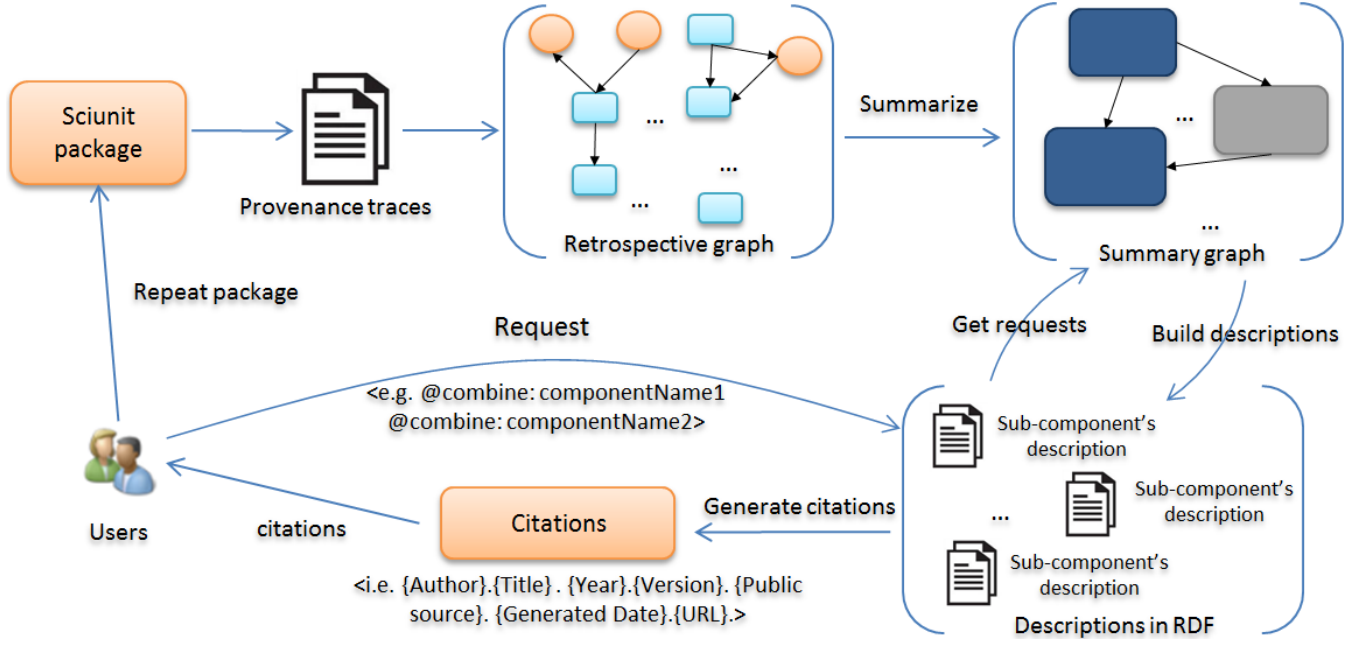 Sciunit
package
Provenance traces
...
...
...
Retrospective graph
Summarize
...
...
Summary graph
Repeat package
Request
Get requests
Build descriptions
<e.g. @combine: componentName1
@combine: componentName2>
Users
citations
Citations
Generate citations
<i.e. {Author}.{Title} . {Year}.{Version}. {Public
source}. {Generated Date}.{URL}.>
Sub-component’s
description
Sub-component’s
description
...
Sub-component’s
description
Descriptions in RDF